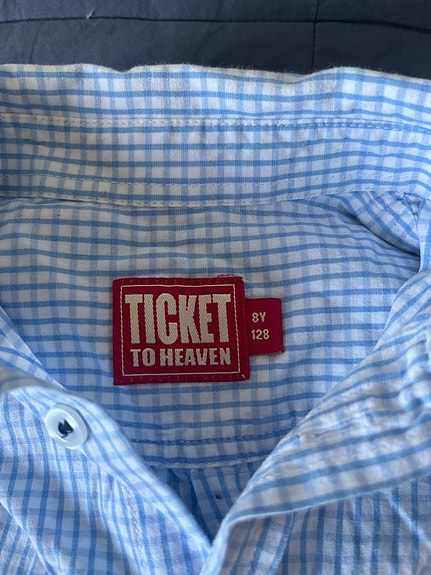 TICKET
TO HEAVEN
8Y
128